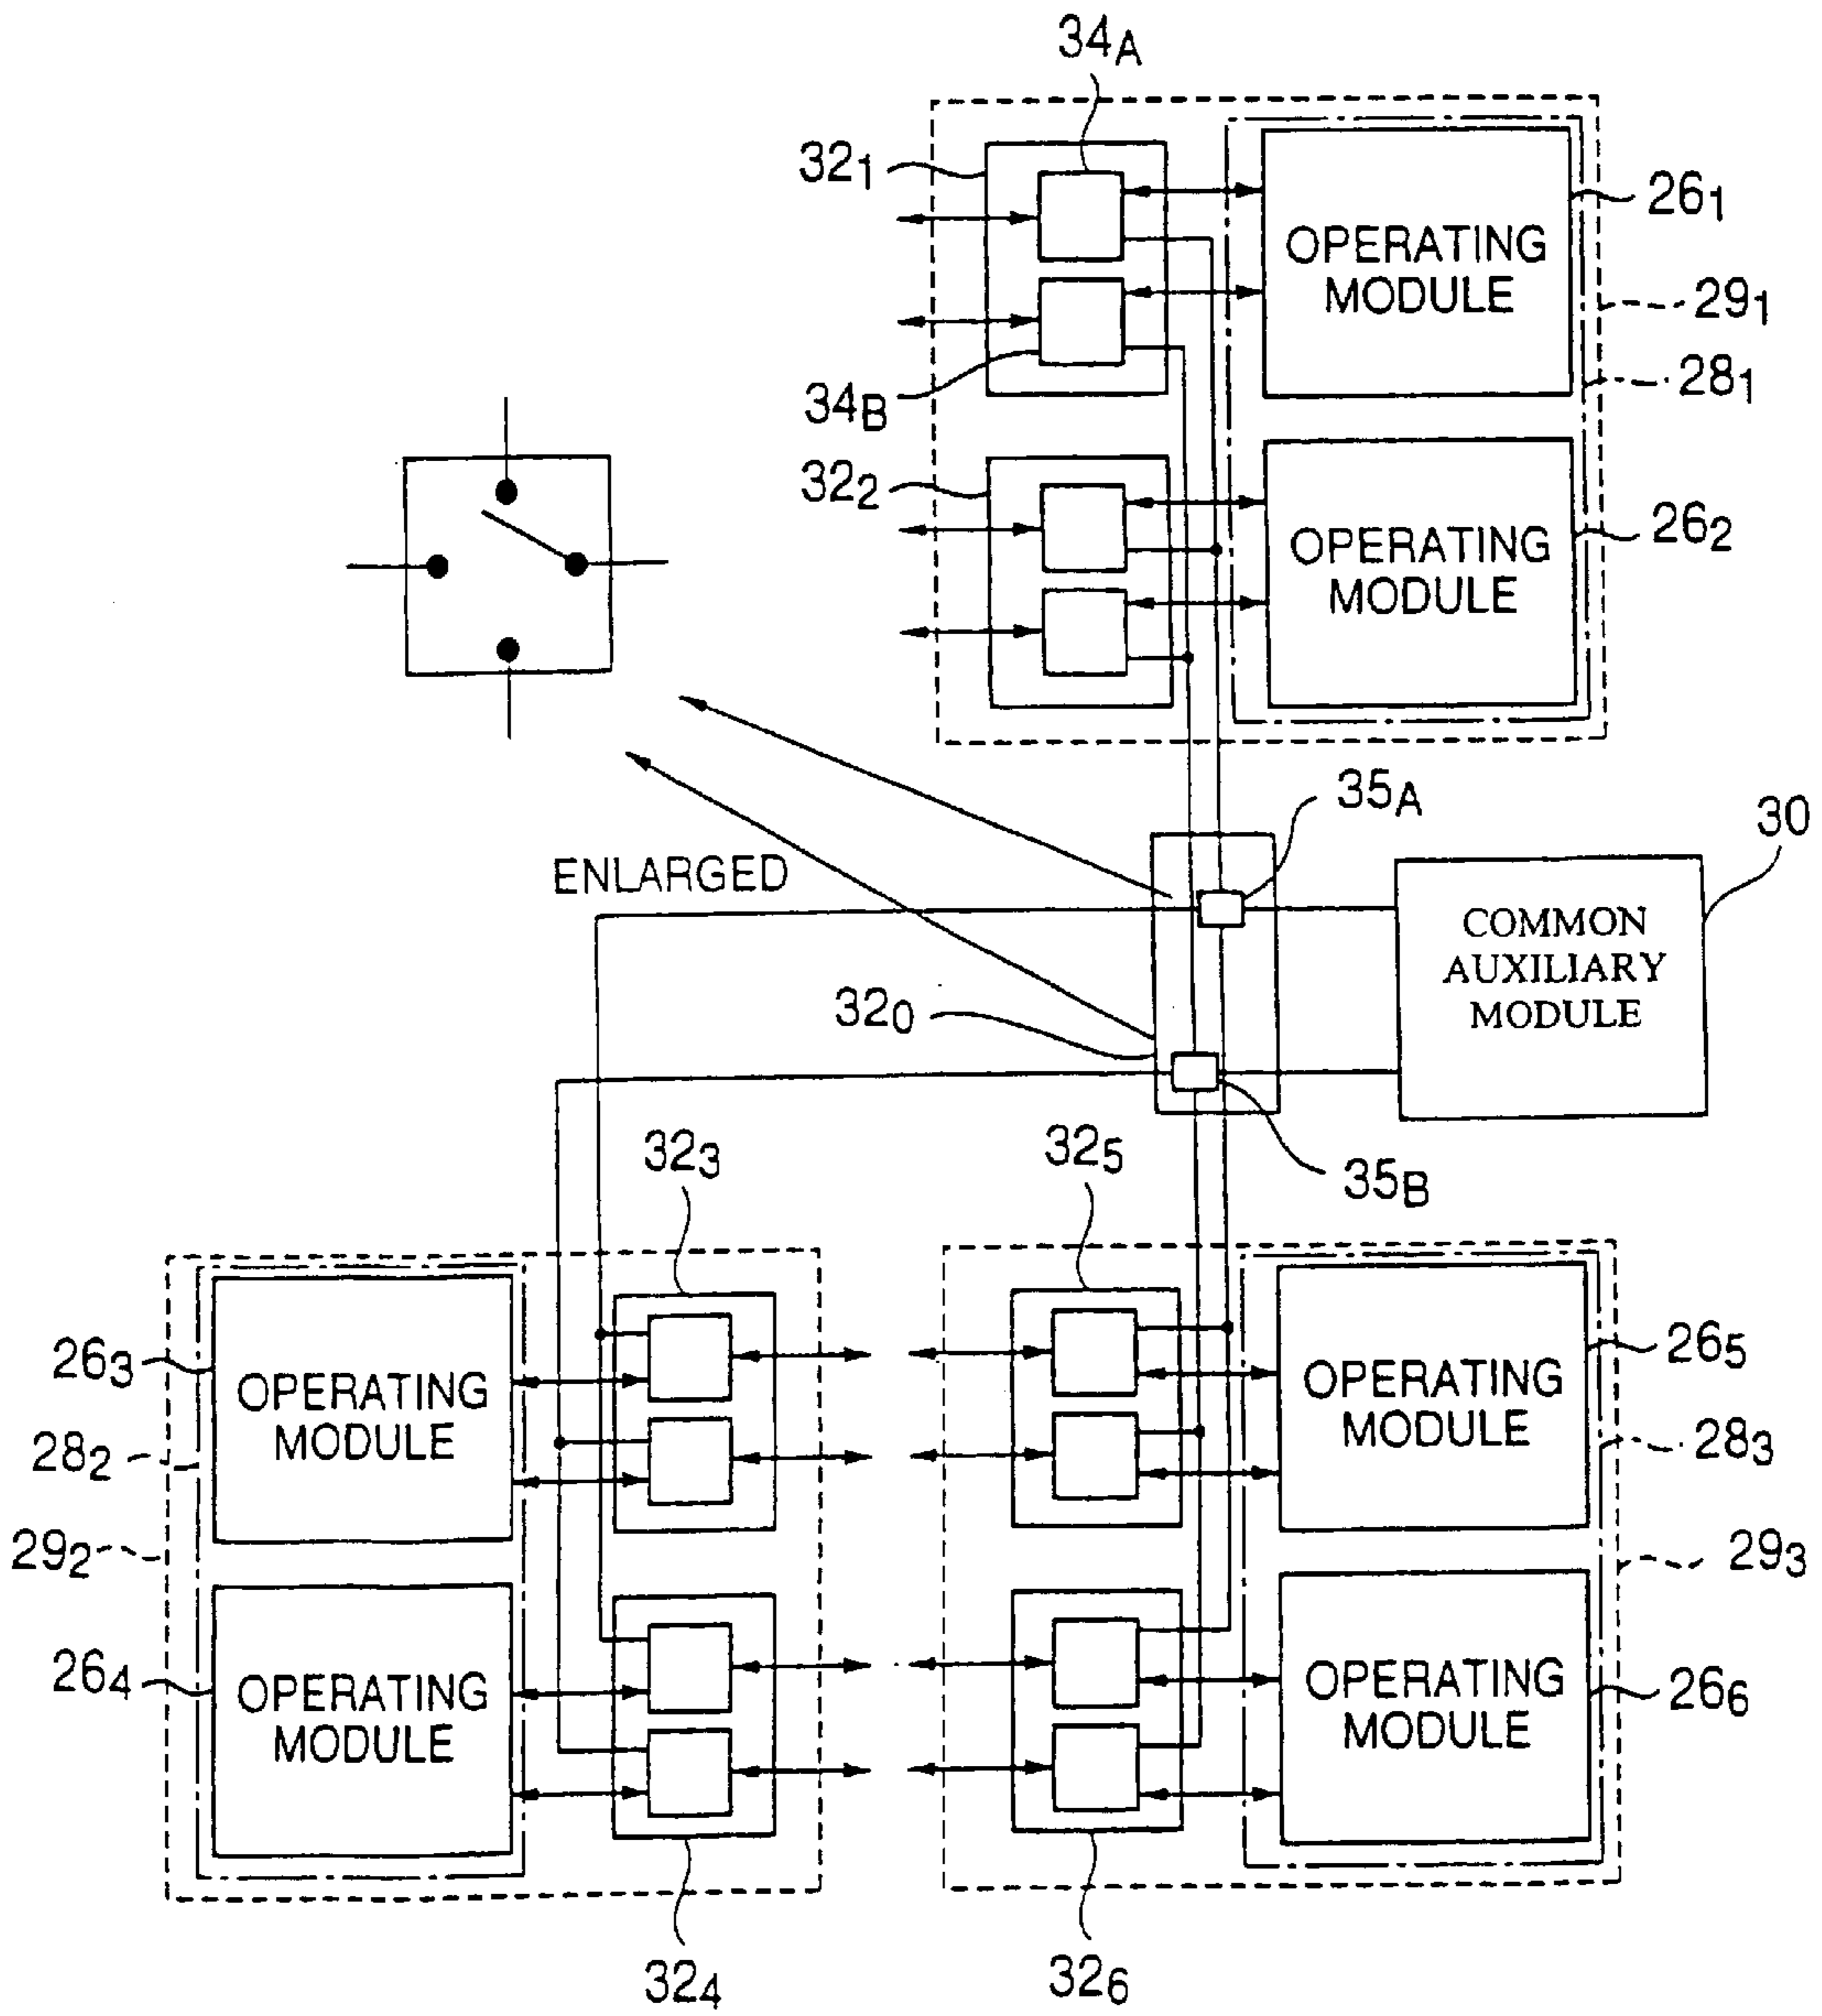 34A
321
OPERATING
MODULE
261
291
281
34B
322
OPERATING
MODULE
262
35A
30
ENLARGED
COMMON
AUXILIARY
MODULE
320
35B
323
325
263
OPERATING
MODULE
OPERATING
MODULE
265
282
283
292
293
264
OPERATING
MODULE
OPERATING
MODULE
266
324
326